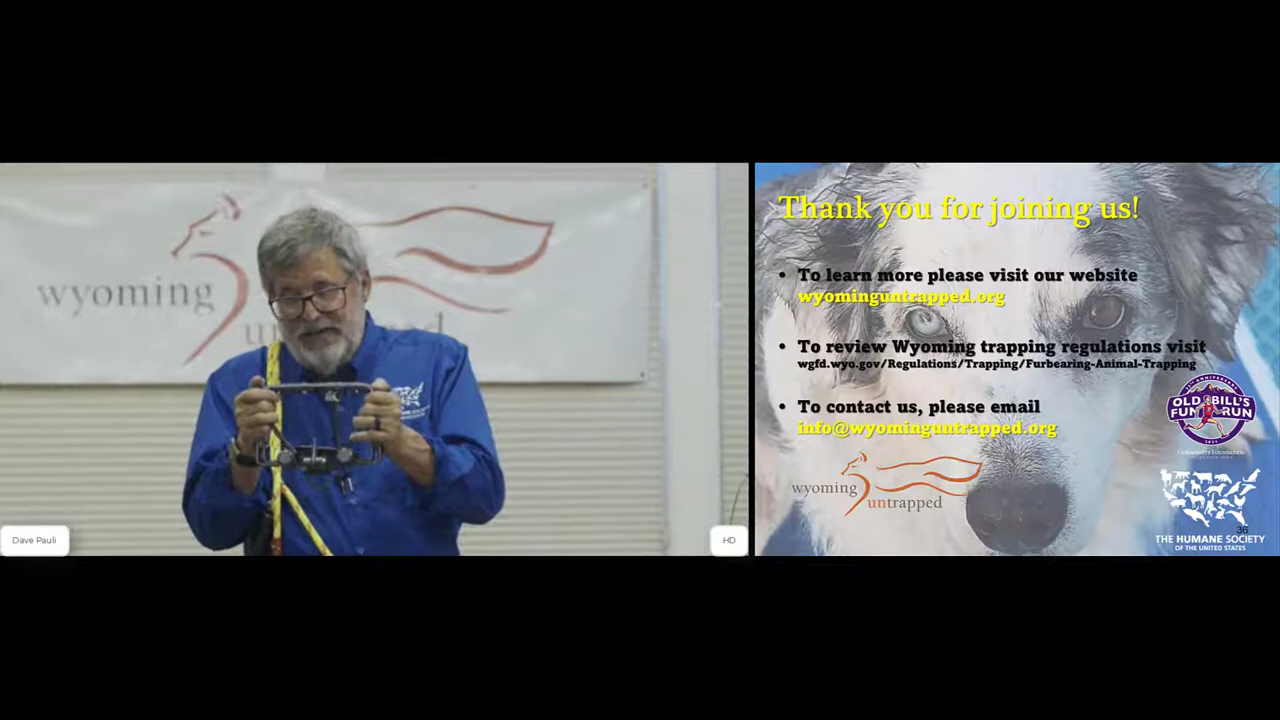 wyoming
Dave Pauli
HD
Thank you for joining us!
• To learn more please visit our website
wyominguntrapped.org
• To review Wyoming trapping regulations visit
wgfd.wyo.gov/Regulations/Trapping/Furbearing-Animal-Trapping
• To contact us, please email
info@wyominguntrapped.org
OLD BILL'S
FUN RUN
wyoming
untrapped
36
THE HUMANE SOCIETY
OF THE UNITED STATES